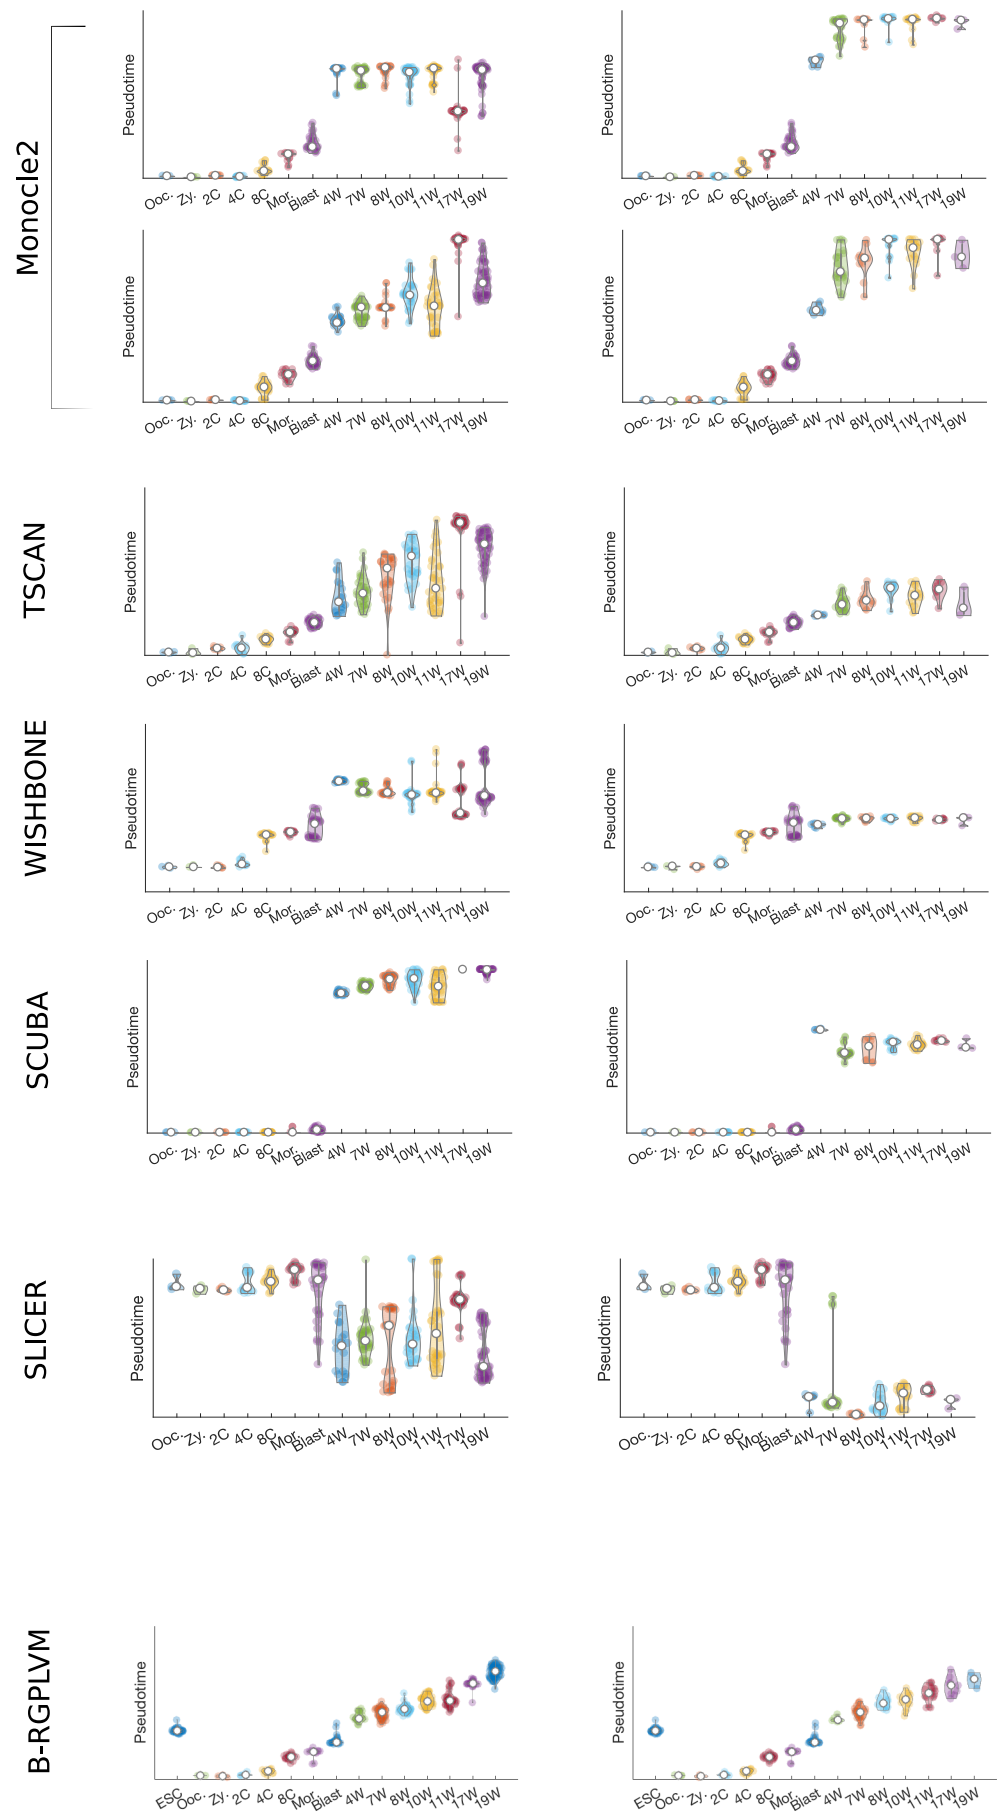 Monocle2
Pseudotime
Ooc. Zy. 2C 4C 8C Mor. Blast 4W 7W 8W 10W 11W 17W 19W
Pseudotime
Ooc. Zy. 2C 4C 8C Mor. Blast 4W 7W 8W 10W 11W 17W 19W
Pseudotime
Ooc. Zy. 2C 4C 8C Mor. Blast 4W 7W 8W 10W 11W 17W 19W
Pseudotime
Ooc. Zy. 2C 4C 8C Mor. Blast 4W 7W 8W 10W 11W 17W 19W
TSCAN
Pseudotime
Ooc. Zy. 2C 4C 8C Mor. Blast 4W 7W 8W 10W 11W 17W 19W
Pseudotime
Ooc. Zy. 2C 4C 8C Mor. Blast 4W 7W 8W 10W 11W 17W 19W
WISHBONE
Pseudotime
Ooc. Zy. 2C 4C 8C Mor. Blast 4W 7W 8W 10W 11W 17W 19W
Pseudotime
Ooc. Zy. 2C 4C 8C Mor. Blast 4W 7W 8W 10W 11W 17W 19W
SCUBA
Pseudotime
Ooc. Zy. 2C 4C 8C Mor. Blast 4W 7W 8W 10W 11W 17W 19W
Pseudotime
Ooc. Zy. 2C 4C 8C Mor. Blast 4W 7W 8W 10W 11W 17W 19W
SLICER
Pseudotime
Ooc. Zy. 2C 4C 8C Mor. Blast 4W 7W 8W 10W 11W 17W 19W
Pseudotime
Ooc. Zy. 2C 4C 8C Mor. Blast 4W 7W 8W 10W 11W 17W 19W
B-RGPLVM
Pseudotime
ESC Ooc. Zy. 2C 4C 8C Mor. Blast 4W 7W 8W 10W 11W 17W 19W
Pseudotime
ESC Ooc. Zy. 2C 4C 8C Mor. Blast 4W 7W 8W 10W 11W 17W 19W